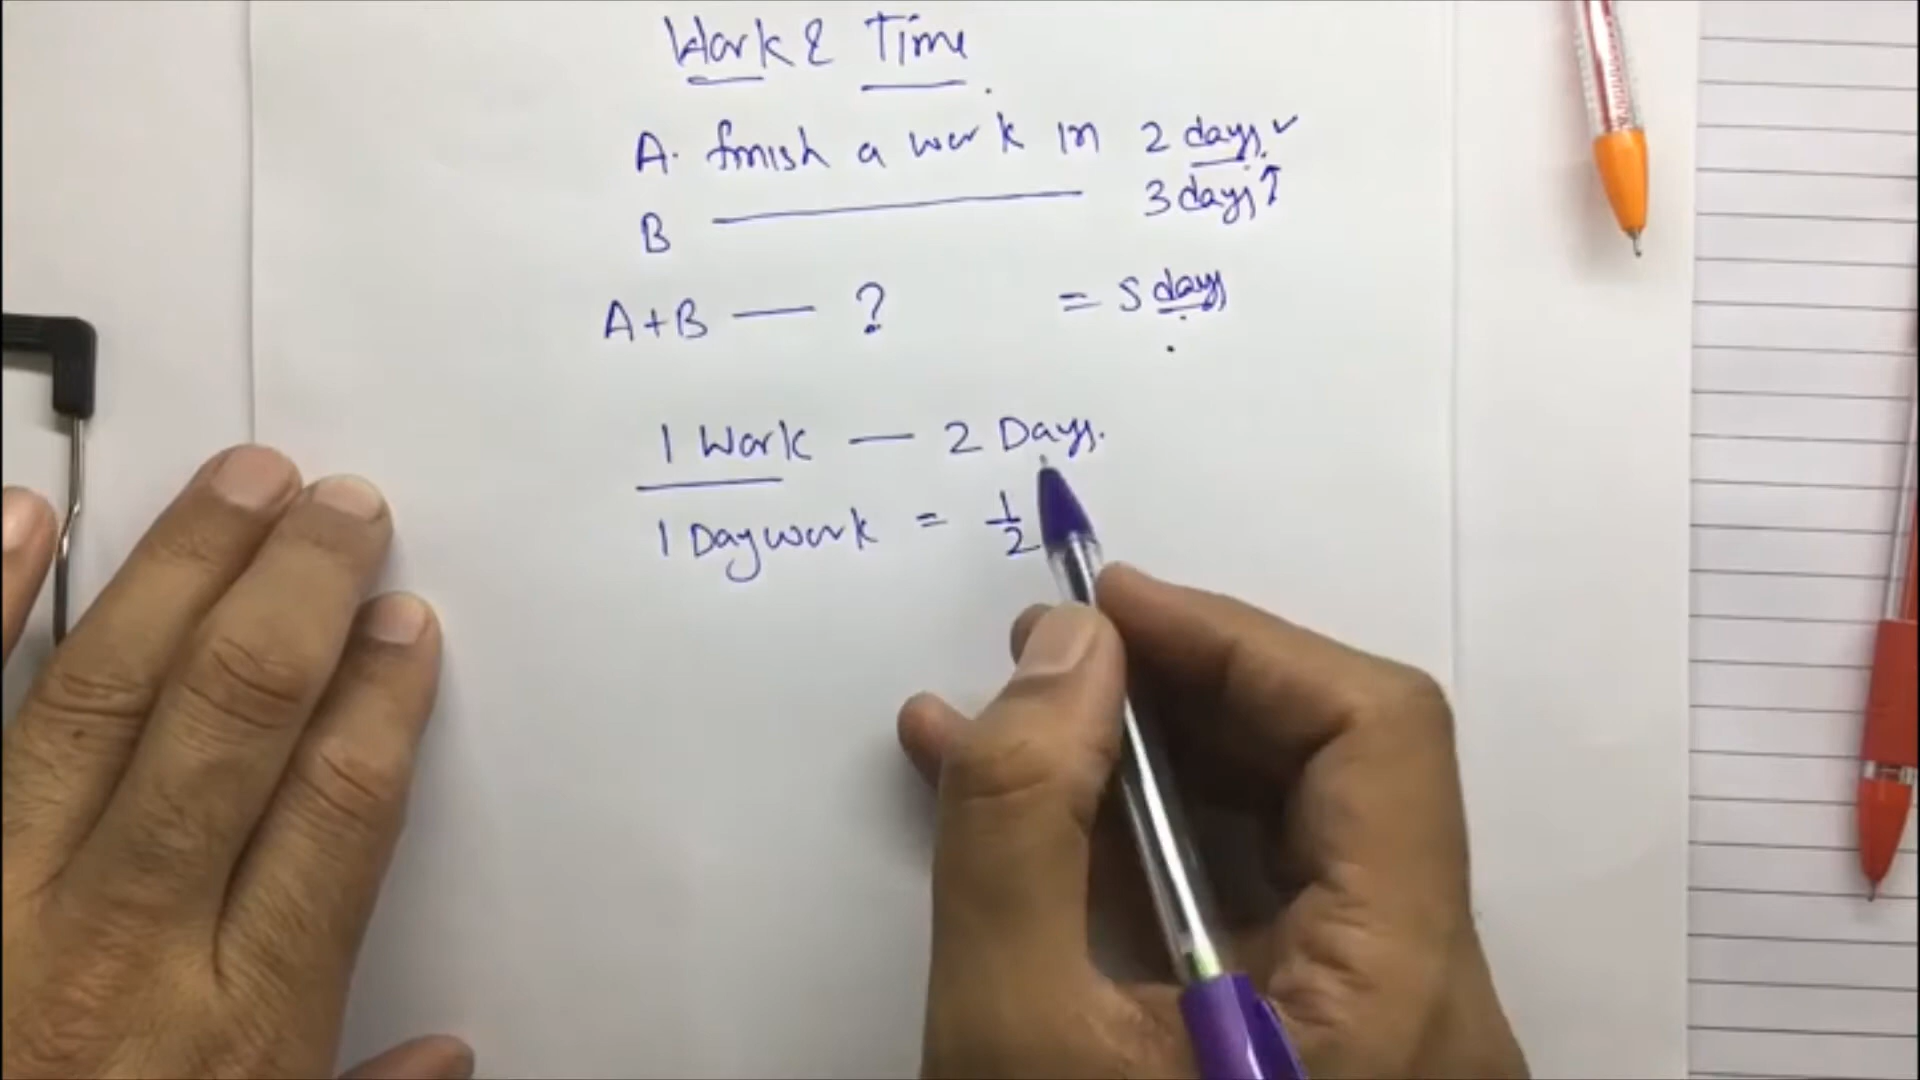 Work & Time.
A. finish a work in 2 days ✓
B —— 3 days ↑
A+B — ? = 5 days
1 Work — 2 Days.
1 Day work = 1/2